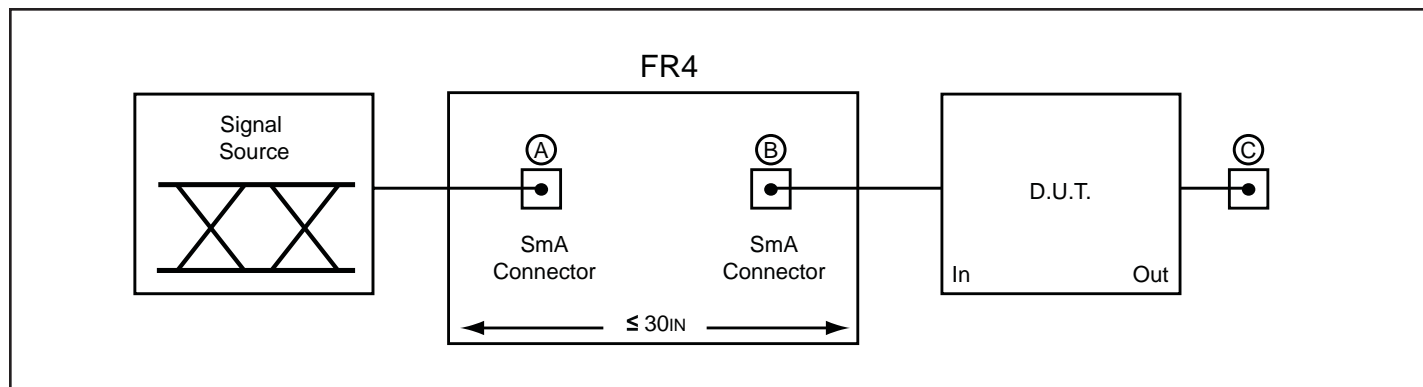 FR4
Signal
Source
A
B
C
D.U.T.
SmA
Connector
SmA
Connector
In
Out
≤ 30IN